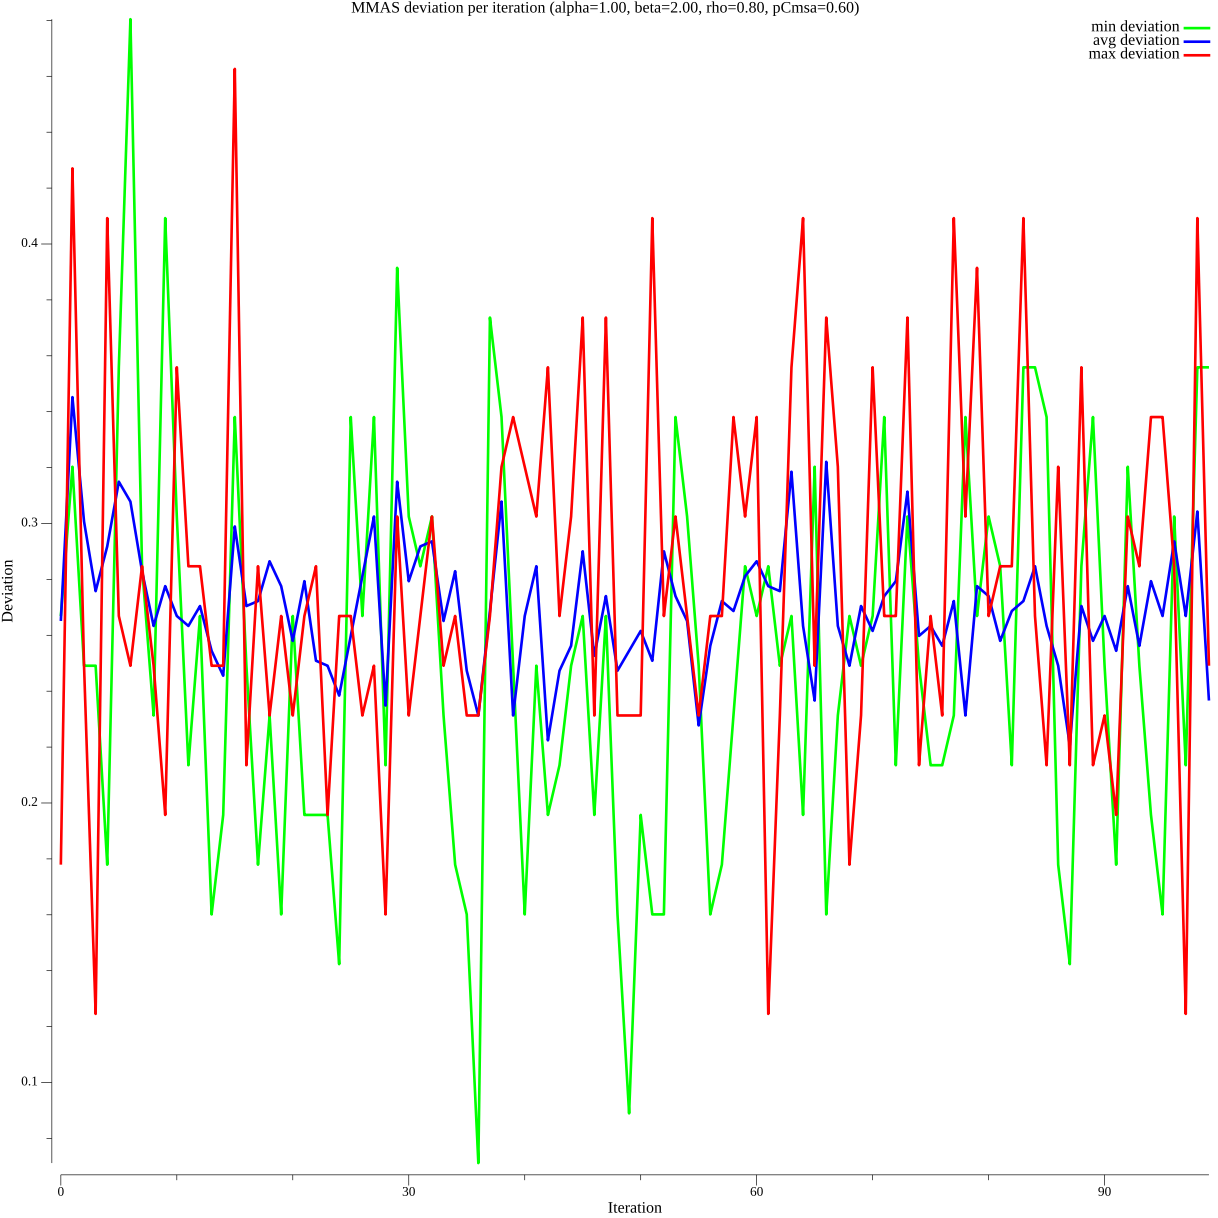 MMAS deviation per iteration (alpha=1.00, beta=2.00, rho=0.80, pCmsa=0.60)
min deviation
avg deviation
max deviation
0.4
0.3
Deviation
0.2
0.1
0 30 60 90
Iteration